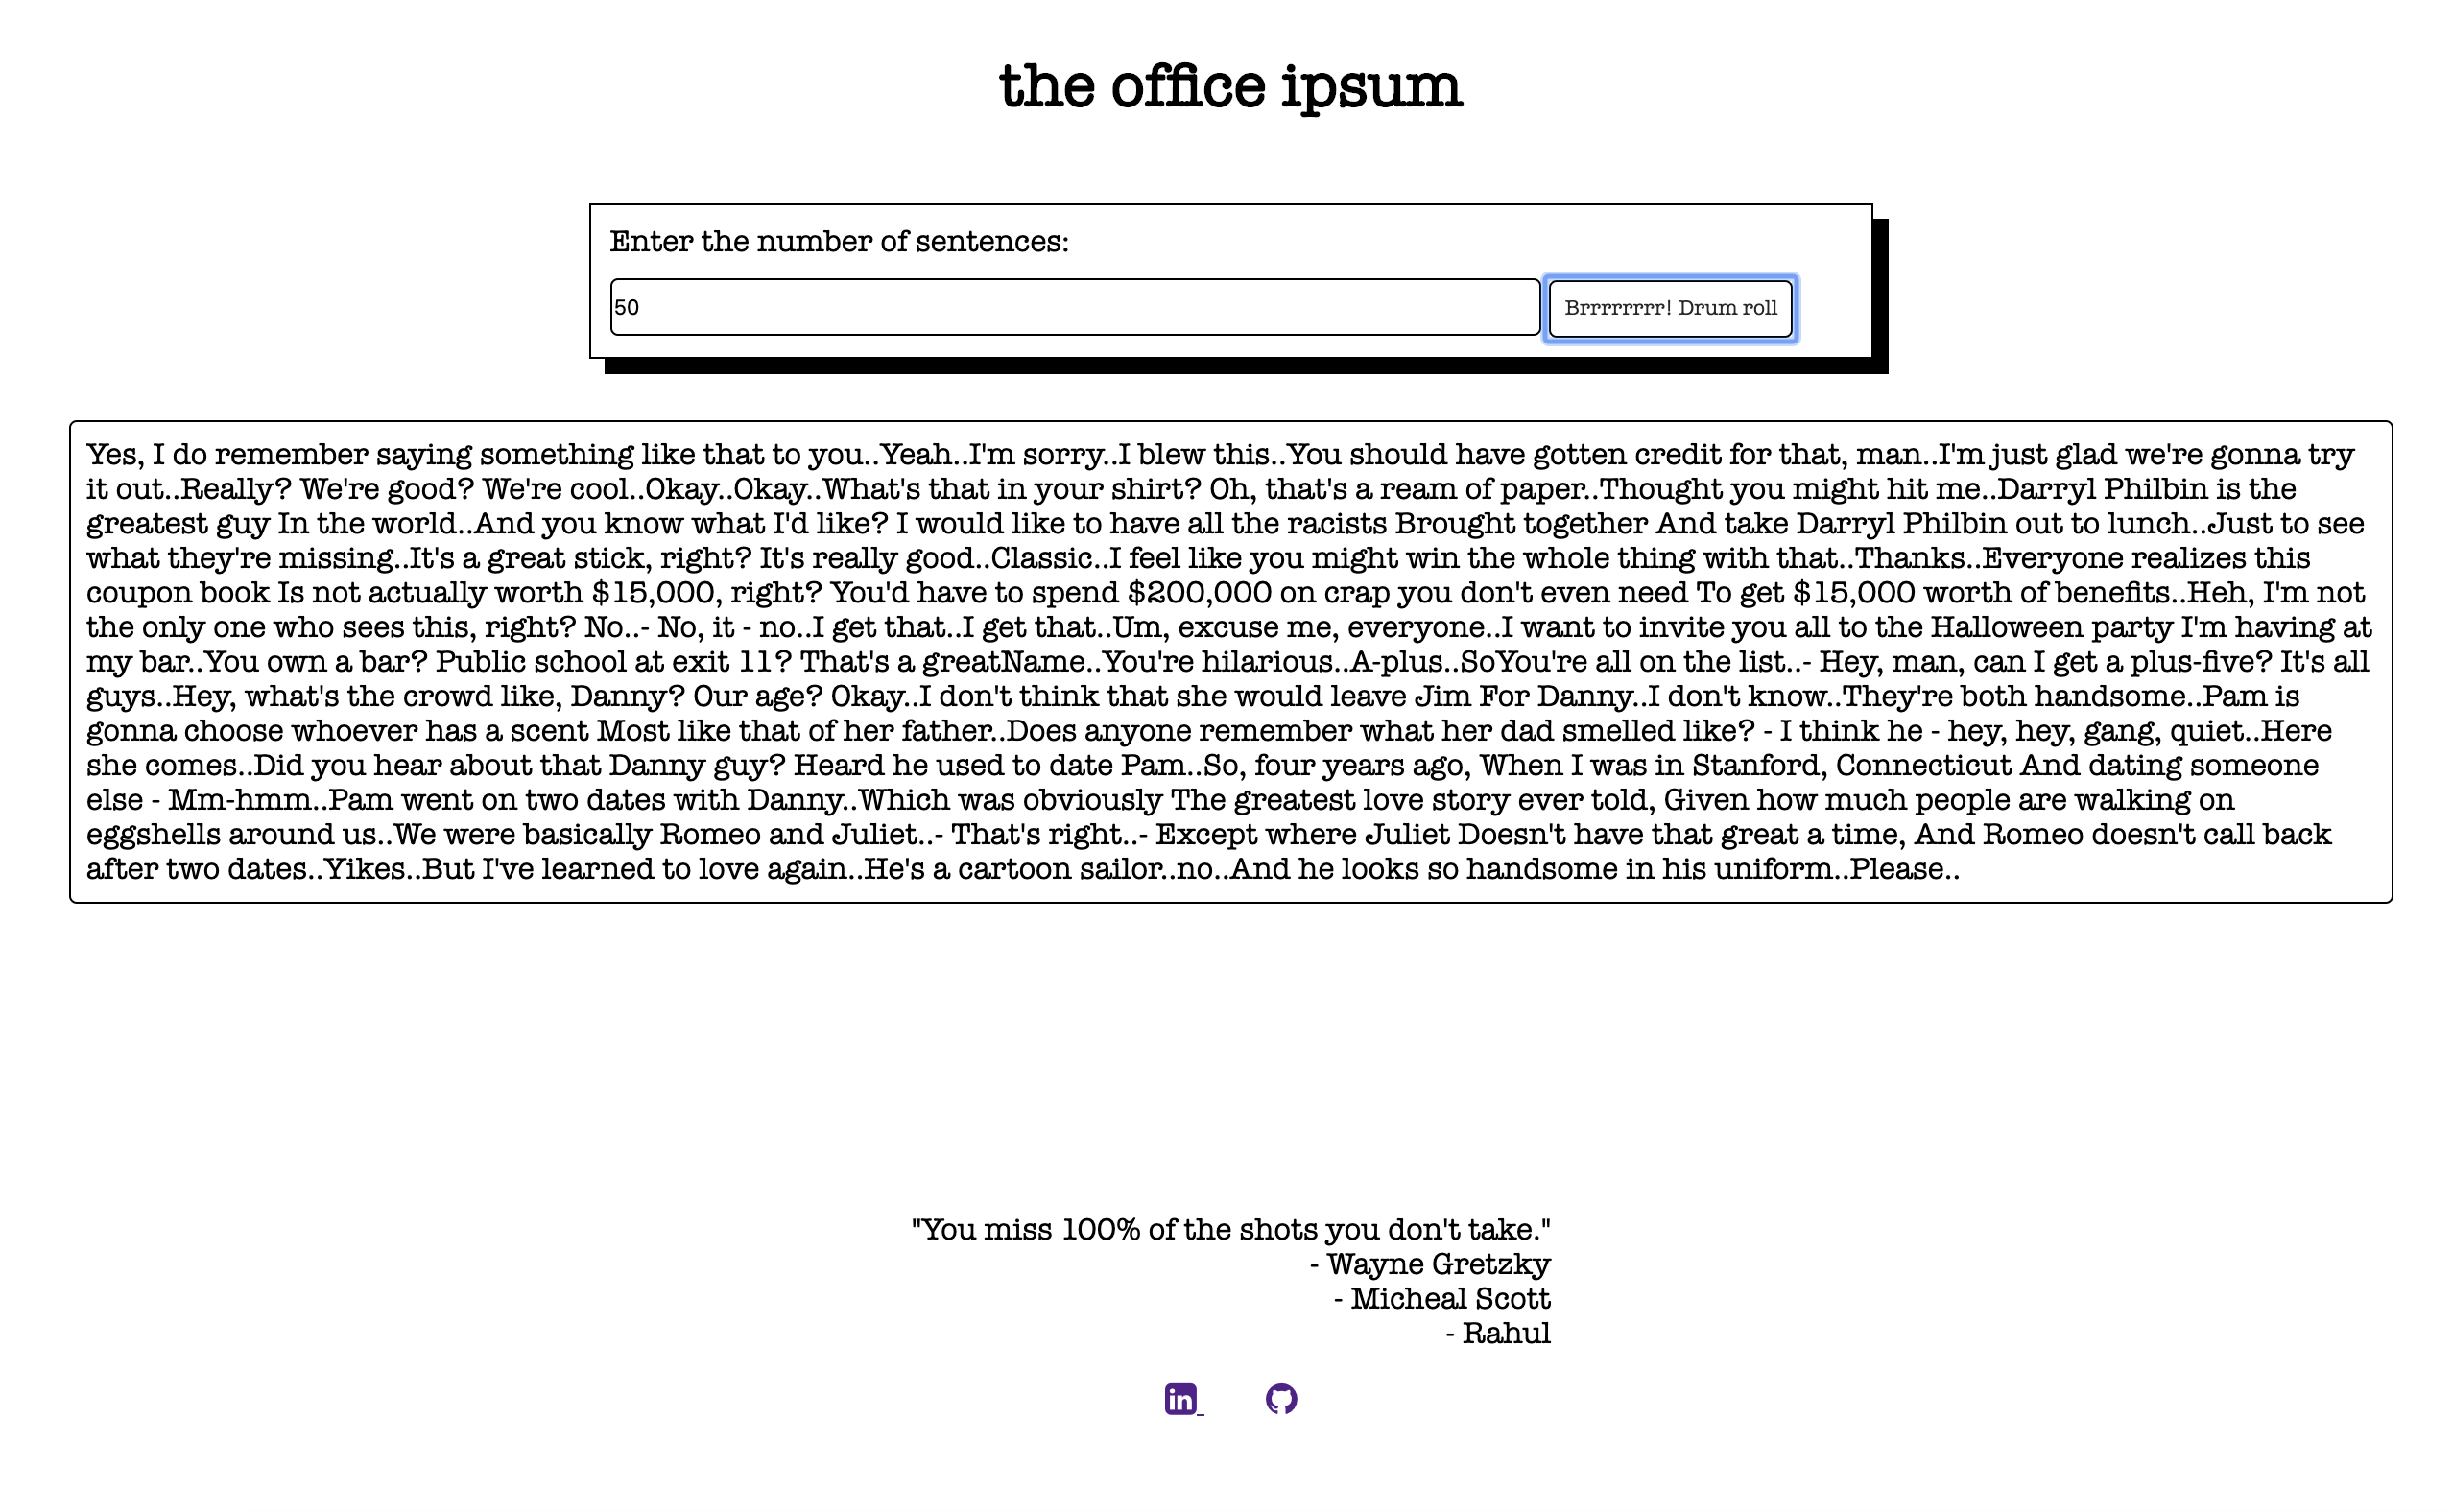 the office ipsum
Enter the number of sentences:
50
Brrrrrrrr! Drum roll
Yes, I do remember saying something like that to you..Yeah..I'm sorry..I blew this..You should have gotten credit for that, man..I'm just glad we're gonna try
it out..Really? We're good? We're cool..Okay..Okay..What's that in your shirt? Oh, that's a ream of paper..Thought you might hit me..Darryl Philbin is the
greatest guy In the world..And you know what I'd like? I would like to have all the racists Brought together And take Darryl Philbin out to lunch..Just to see
what they're missing..It's a great stick, right? It's really good..Classic..I feel like you might win the whole thing with that..Thanks..Everyone realizes this
coupon book Is not actually worth $15,000, right? You'd have to spend $200,000 on crap you don't even need To get $15,000 worth of benefits..Heh, I'm not
the only one who sees this, right? No..- No, it - no..I get that..I get that..Um, excuse me, everyone..I want to invite you all to the Halloween party I'm having at
my bar..You own a bar? Public school at exit 11? That's a greatName..You're hilarious..A-plus..SoYou're all on the list..- Hey, man, can I get a plus-five? It's all
guys..Hey, what's the crowd like, Danny? Our age? Okay..I don't think that she would leave Jim For Danny..I don't know..They're both handsome..Pam is
gonna choose whoever has a scent Most like that of her father..Does anyone remember what her dad smelled like? - I think he - hey, hey, gang, quiet..Here
she comes..Did you hear about that Danny guy? Heard he used to date Pam..So, four years ago, When I was in Stanford, Connecticut And dating someone
else - Mm-hmm..Pam went on two dates with Danny..Which was obviously The greatest love story ever told, Given how much people are walking on
eggshells around us..We were basically Romeo and Juliet..- That's right..- Except where Juliet Doesn't have that great a time, And Romeo doesn't call back
after two dates..Yikes..But I've learned to love again..He's a cartoon sailor..no..And he looks so handsome in his uniform..Please..
"You miss 100% of the shots you don't take."
- Wayne Gretzky
- Micheal Scott
- Rahul
in